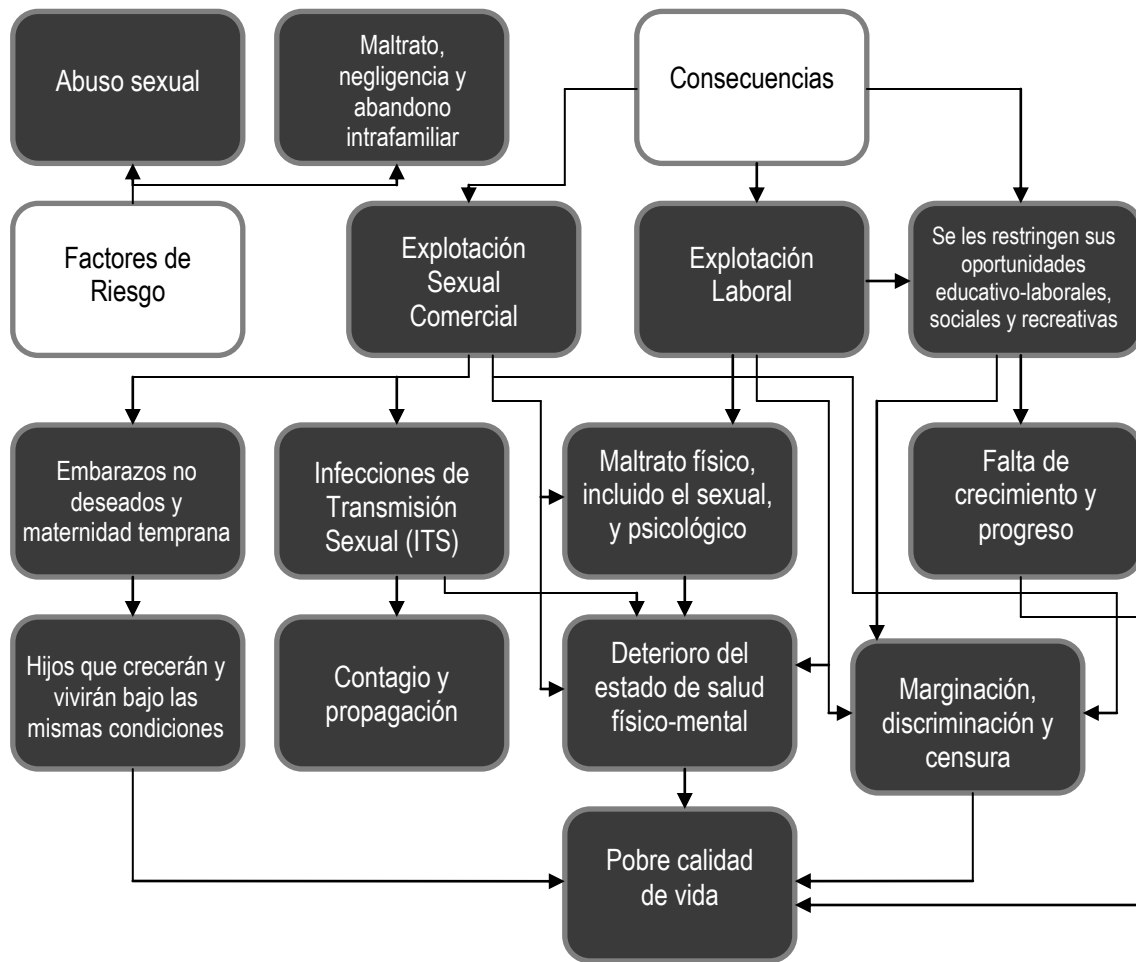 Abuso sexual
Maltrato,
negligencia y
abandono
intrafamiliar
Consecuencias
Factores de
Riesgo
Explotación
Sexual
Comercial
Explotación
Laboral
Se les restringen sus
oportunidades
educativo-laborales,
sociales y recreativas
Embarazos no
deseados y
maternidad temprana
Infecciones de
Transmisión
Sexual (ITS)
Maltrato físico,
incluido el sexual,
y psicológico
Falta de
crecimiento y
progreso
Hijos que crecerán y
vivirán bajo las
mismas condiciones
Contagio y
propagación
Deterioro del
estado de salud
físico-mental
Marginación,
discriminación y
censura
Pobre calidad
de vida